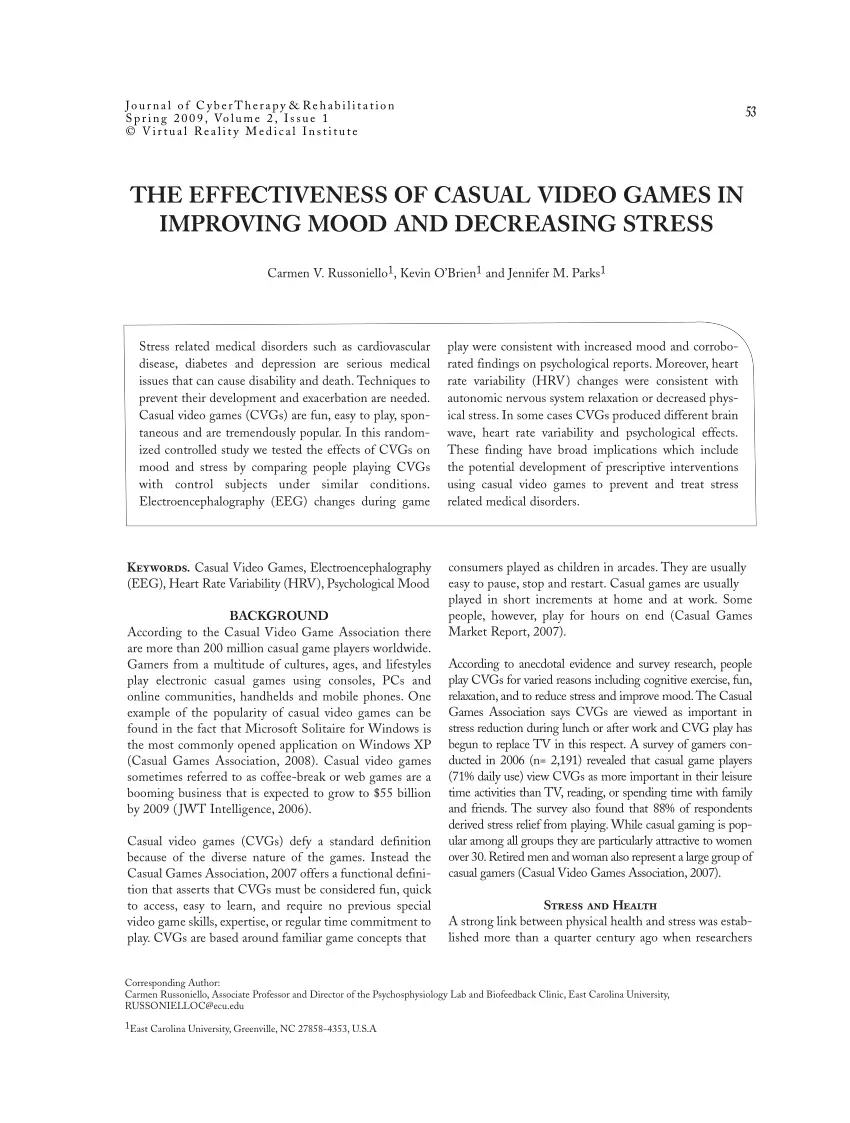 Journal of CyberTherapy & Rehabilitation
Spring 2009, Volume 2, Issue 1
© Virtual Reality Medical Institute
53
THE EFFECTIVENESS OF CASUAL VIDEO GAMES IN
IMPROVING MOOD AND DECREASING STRESS
Carmen V. Russoniello1, Kevin O'Brien1 and Jennifer M. Parks1
Stress related medical disorders such as cardiovascular
disease, diabetes and depression are serious medical
issues that can cause disability and death. Techniques to
prevent their development and exacerbation are needed.
Casual video games (CVGs) are fun, easy to play, spon-
taneous and are tremendously popular. In this random-
ized controlled study we tested the effects of CVGs on
mood and stress by comparing people playing CVGs
with control subjects under similar conditions.
Electroencephalography (EEG) changes during game
play were consistent with increased mood and corrobo-
rated findings on psychological reports. Moreover, heart
rate variability (HRV) changes were consistent with
autonomic nervous system relaxation or decreased phys-
ical stress. In some cases CVGs produced different brain
wave, heart rate variability and psychological effects.
These finding have broad implications which include
the potential development of prescriptive interventions
using casual video games to prevent and treat stress
related medical disorders.
Keywords. Casual Video Games, Electroencephalography
(EEG), Heart Rate Variability (HRV), Psychological Mood
BACKGROUND
According to the Casual Video Game Association there
are more than 200 million casual game players worldwide.
Gamers from a multitude of cultures, ages, and lifestyles
play electronic casual games using consoles, PCs and
online communities, handhelds and mobile phones. One
example of the popularity of casual video games can be
found in the fact that Microsoft Solitaire for Windows is
the most commonly opened application on Windows XP
(Casual Games Association, 2008). Casual video games
sometimes referred to as coffee-break or web games are a
booming business that is expected to grow to $55 billion
by 2009 (JWT Intelligence, 2006).
Casual video games (CVGs) defy a standard definition
because of the diverse nature of the games. Instead the
Casual Games Association, 2007 offers a functional defini-
tion that asserts that CVGs must be considered fun, quick
to access, easy to learn, and require no previous special
video game skills, expertise, or regular time commitment to
play. CVGs are based around familiar game concepts that
consumers played as children in arcades. They are usually
easy to pause, stop and restart. Casual games are usually
played in short increments at home and at work. Some
people, however, play for hours on end (Casual Games
Market Report, 2007).
According to anecdotal evidence and survey research, people
play CVGs for varied reasons including cognitive exercise, fun,
relaxation, and to reduce stress and improve mood. The Casual
Games Association says CVGs are viewed as important in
stress reduction during lunch or after work and CVG play has
begun to replace TV in this respect. A survey of gamers con-
ducted in 2006 (n= 2,191) revealed that casual game players
(71% daily use) view CVGs as more important in their leisure
time activities than TV, reading, or spending time with family
and friends. The survey also found that 88% of respondents
derived stress relief from playing. While casual gaming is pop-
ular among all groups they are particularly attractive to women
over 30. Retired men and woman also represent a large group of
casual gamers (Casual Video Games Association, 2007).
Stress and Health
A strong link between physical health and stress was estab-
lished more than a quarter century ago when researchers
Corresponding Author:
Carmen Russoniello, Associate Professor and Director of the Psychosphysiology Lab and Biofeedback Clinic, East Carolina University,
RUSSONIELLOC@ecu.edu
1East Carolina University, Greenville, NC 27858-4353, U.S.A